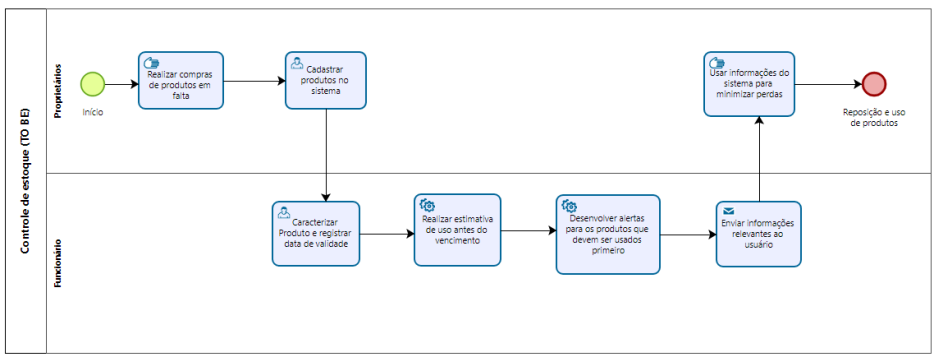 Controle de estoque (TO BE)
Proprietários
Início
Realizar compras
de produtos em
falta
Cadastrar
produtos no
sistema
Usar informações do
sistema para
minimizar perdas
Reposição e uso
de produtos
Funcionário
Caracterizar
Produto e registrar
data de validade
Realizar estimativa
de uso antes do
vencimento
Desenvolver alertas
para os produtos que
devem ser usados
primeiro
Enviar informações
relevantes ao
usuário